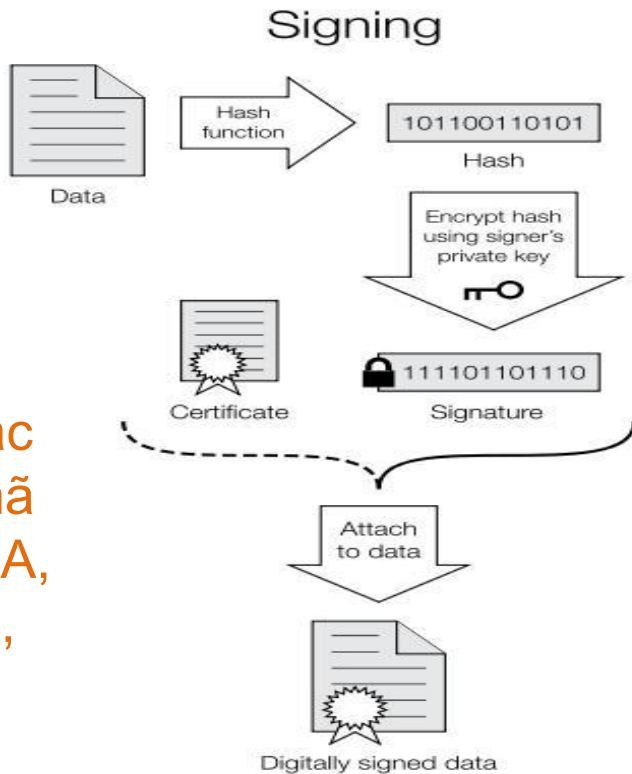 Signing
Hash
function
101100110101
Hash
Data
Encrypt hash
using signer's
private key
111101101110
Certificate
Signature
ác
ã
A,
,
Attach
to data
Digitally signed data